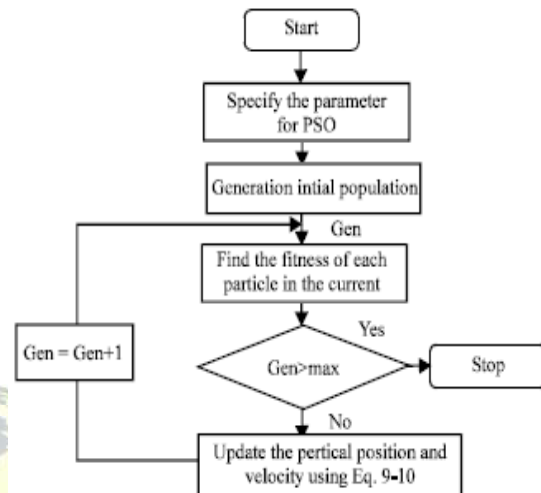 Start
Specify the parameter
for PSO
Generation intial population
Gen
Find the fitness of each
particle in the current
Gen = Gen+1
Yes
Gen>max
Stop
No
Update the pertical position and
velocity using Eq. 9-10